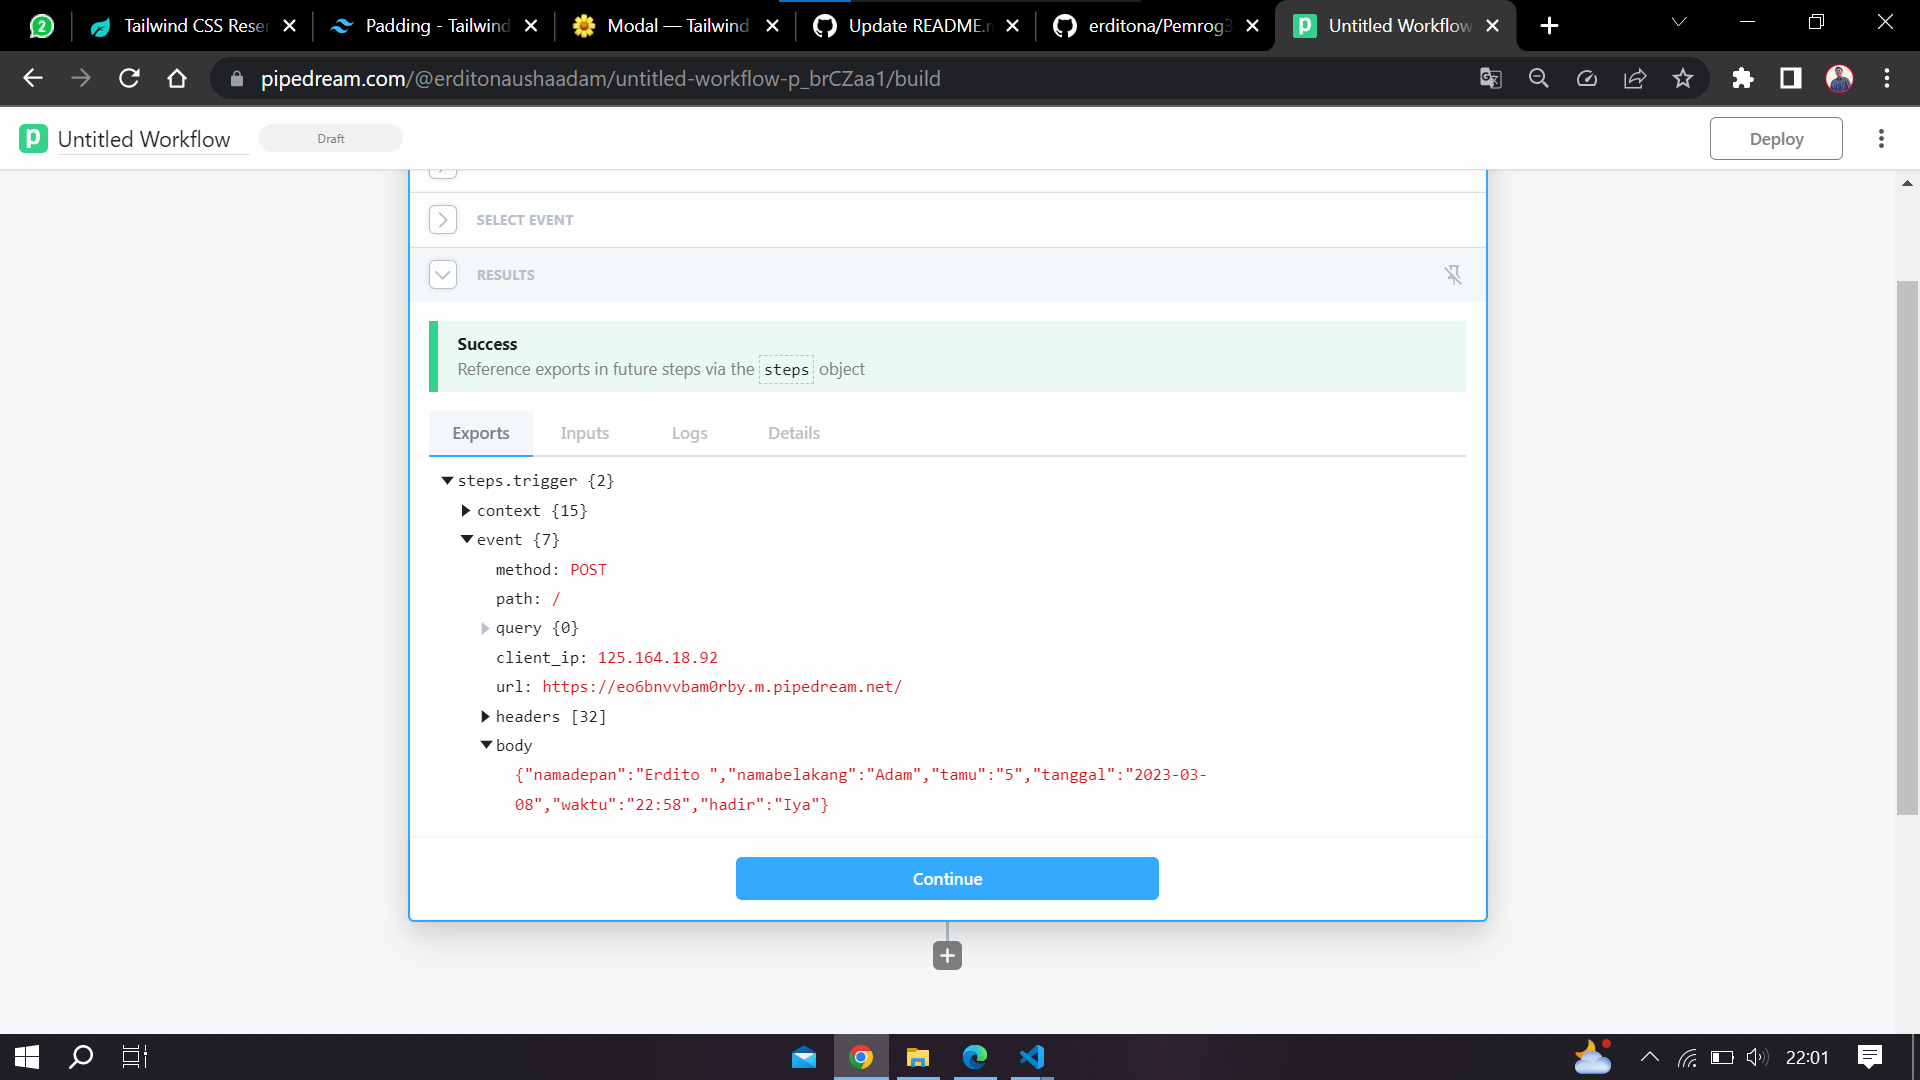 2
Tailwind CSS Reser
Padding - Tailwind
Modal — Tailwind
Update README.m
erditona/Pemrog3
Untitled Workflow
pipedream.com/@erditonaushaadam/untitled-workflow-p_brCZaa1/build
p Untitled Workflow
Draft
Deploy
SELECT EVENT
RESULTS
Success
Reference exports in future steps via the steps object
Exports Inputs Logs Details
steps.trigger {2}
context {15}
event {7}
method: POST
path: /
query {0}
client_ip: 125.164.18.92
url: https://eo6bnvvbam0rby.m.pipedream.net/
headers [32]
body
{"namadepan":"Erdito ","namabelakang":"Adam","tamu":"5","tanggal":"2023-03-
08","waktu":"22:58","hadir":"Iya"}
Continue
22:01